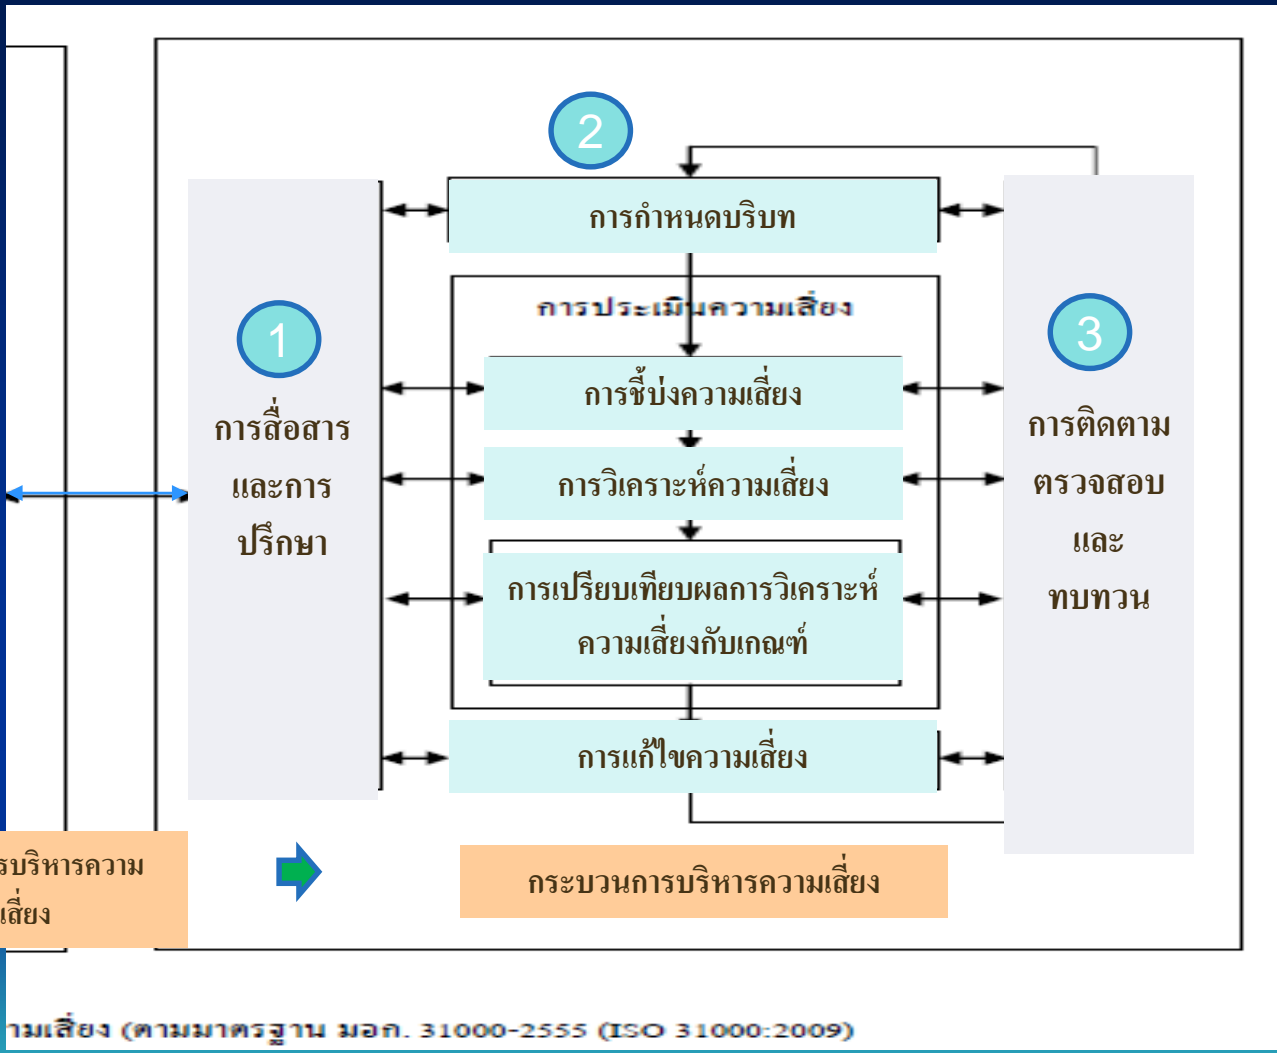 2
การกำหนดบริบท
การประเมินความเสี่ยง
1
3
การชี้บ่งความเสี่ยง
การสื่อสาร
และการ
ปรึกษา
การติดตาม
ตรวจสอบ
และ
ทบทวน
การวิเคราะห์ความเสี่ยง
การเปรียบเทียบผลการวิเคราะห์
ความเสี่ยงกับเกณฑ์
การแก้ไขความเสี่ยง
รบริหารความ
เสี่ยง
กระบวนการบริหารความเสี่ยง
ามเสี่ยง (ตามมาตรฐาน มอก. 31000-2555 (ISO 31000:2009)